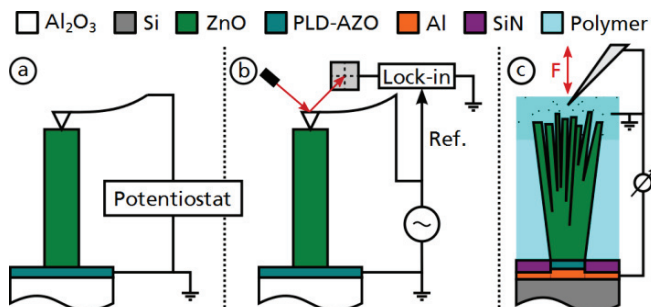 Al₂O₃ Si ZnO PLD-AZO Al SiN Polymer
a
b
c
Lock-in
F
Ref.
Potentiostat
~